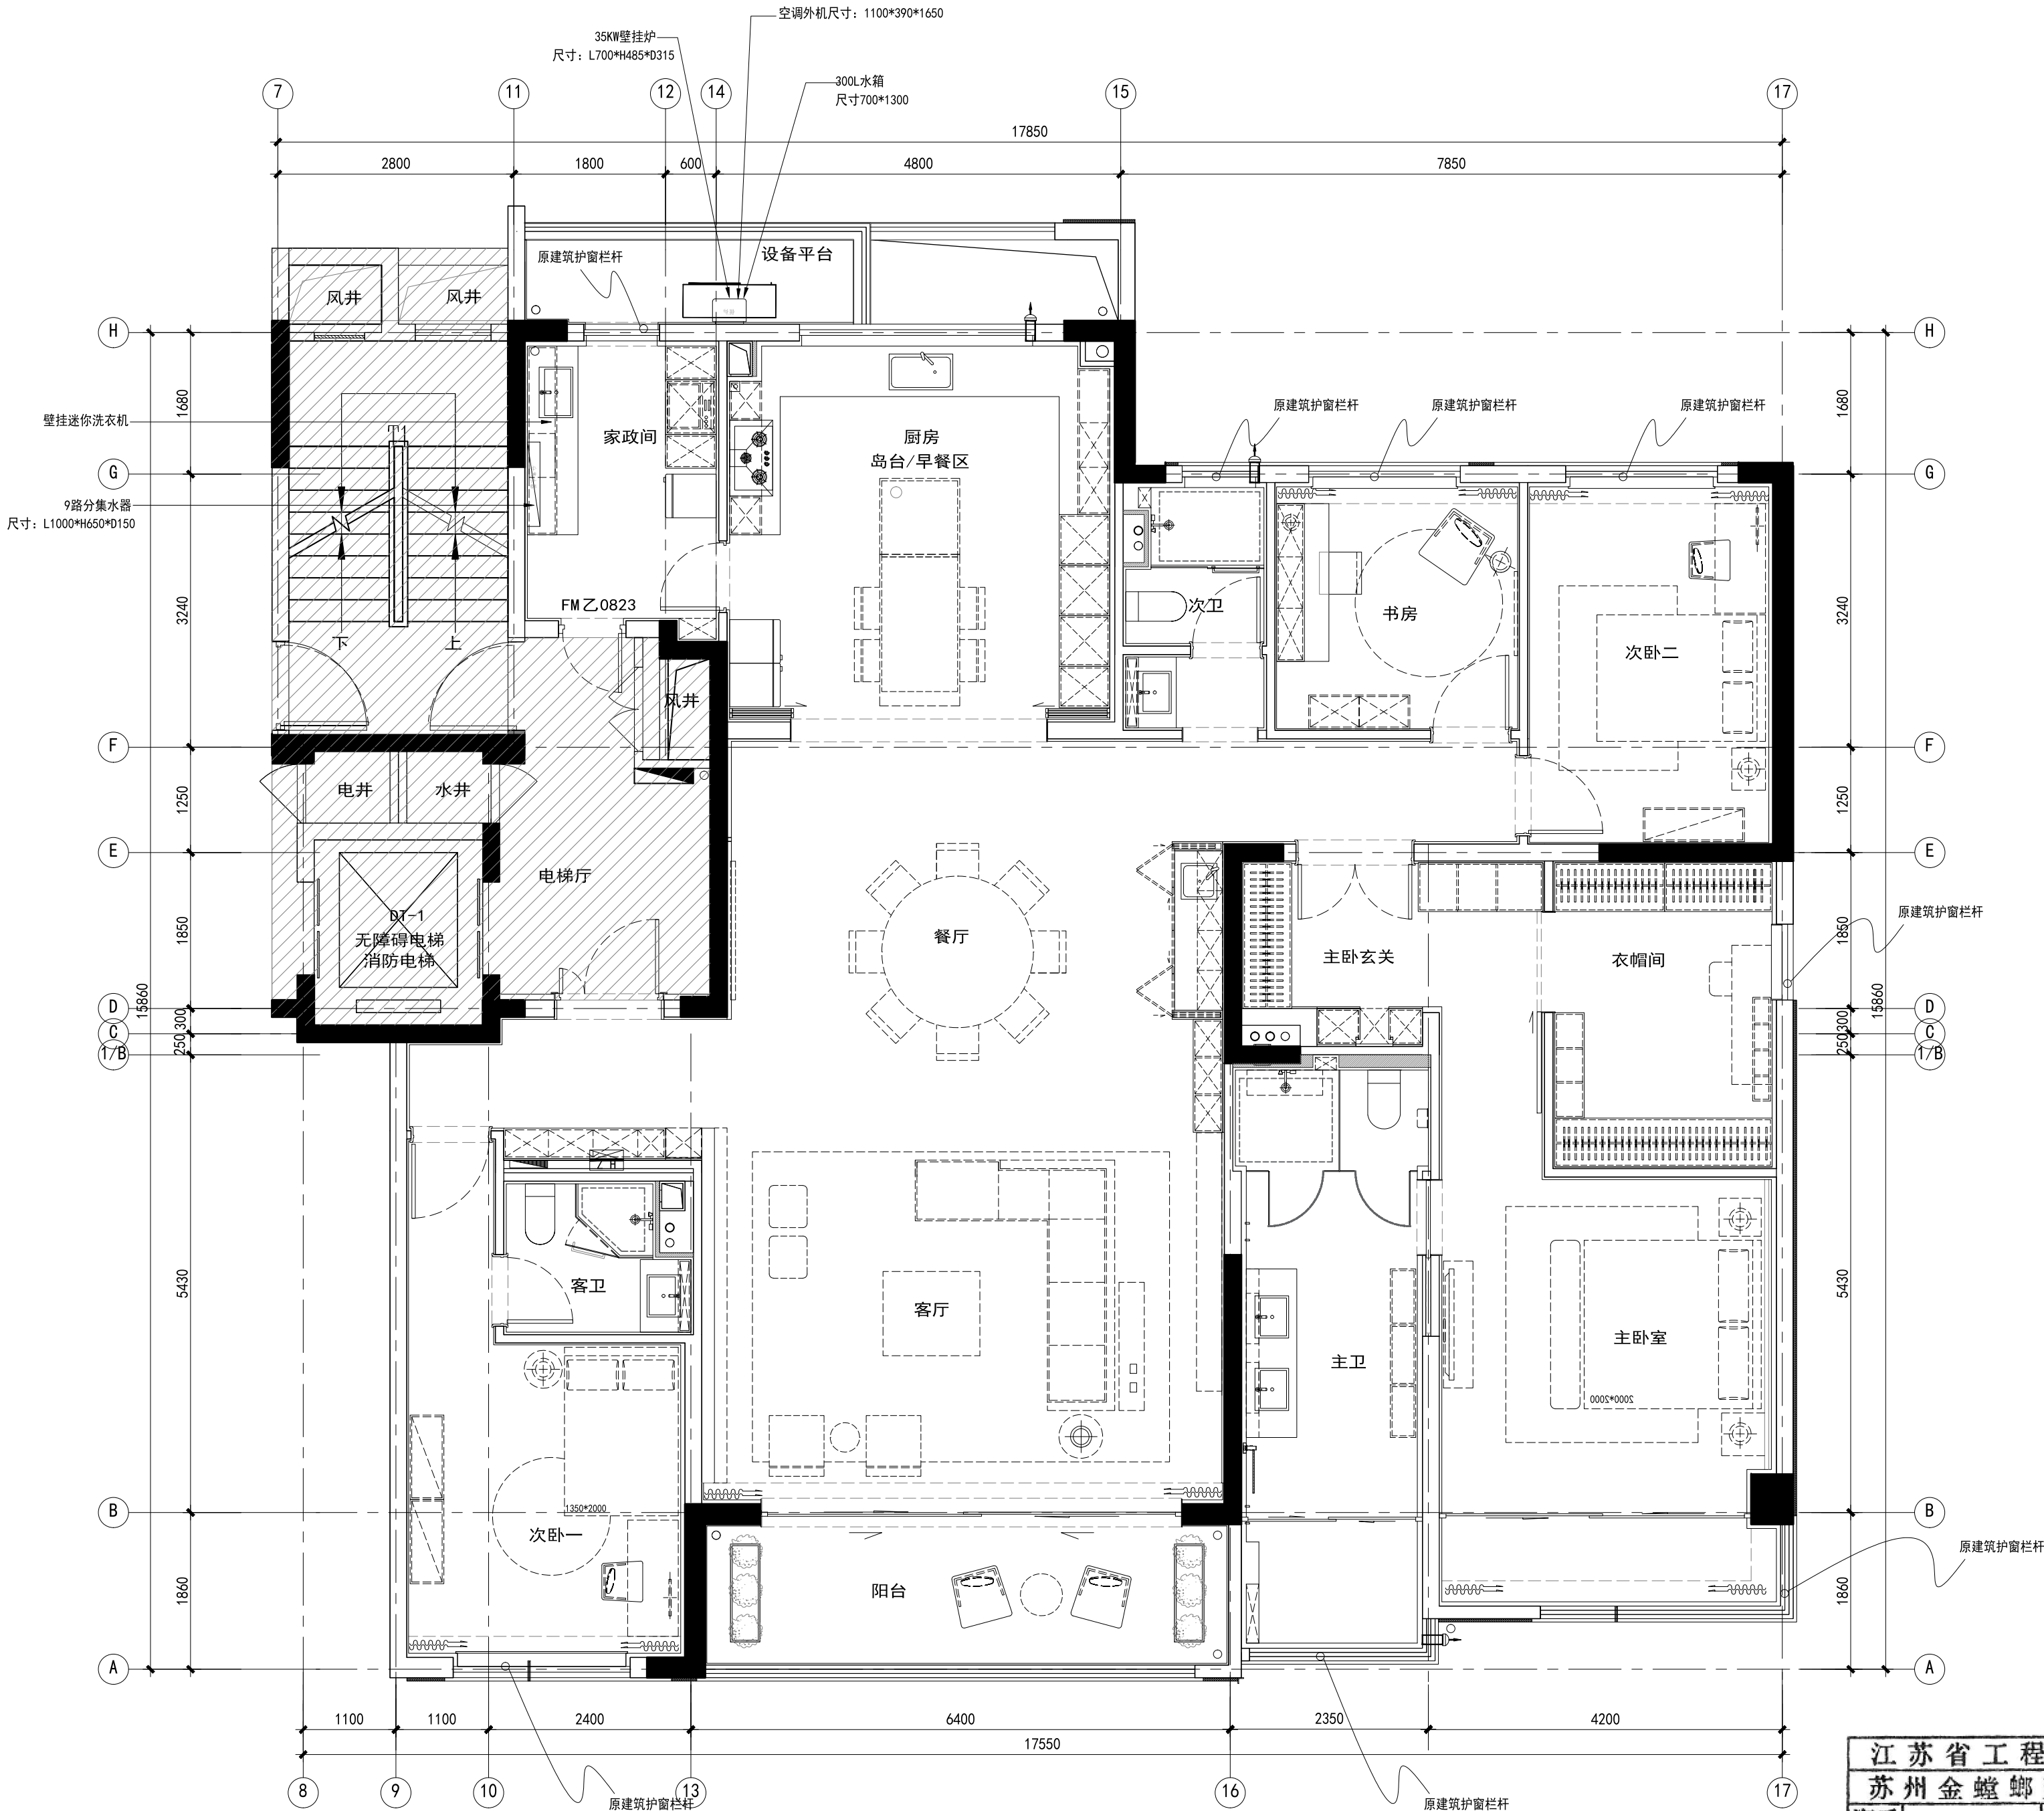 空调外机尺寸：1100*390*1650
35KW壁挂炉
尺寸：L700*H485*D315
300L水箱
尺寸700*1300
7
11
12
14
15
17
17850
2800
1800
600
4800
7850
设备平台
原建筑护窗栏杆
风井
风井
H
H
1680
1680
壁挂迷你洗衣机
家政间
厨房
岛台/早餐区
原建筑护窗栏杆
原建筑护窗栏杆
原建筑护窗栏杆
T1
G
G
9路分集水器
尺寸：L1000*H650*D150
3240
3240
FM乙0823
次卫
书房
次卧二
下
上
风井
F
F
电井
水井
1250
1250
E
E
电梯厅
DT-1
无障碍电梯
消防电梯
餐厅
主卧玄关
衣帽间
原建筑护窗栏杆
1850
1850
15860
15860
D
D
300
300
C
C
250
250
1/B
1/B
ZH
客卫
5430
5430
客厅
主卫
主卧室
2000*2000
1350*2000
次卧一
B
B
原建筑护窗栏杆
阳台
1860
1860
A
A
1100
1100
2400
6400
2350
4200
17550
8
9
10
13
16
17
原建筑护窗栏杆
原建筑护窗栏杆
江苏省工程
苏州金螳螂